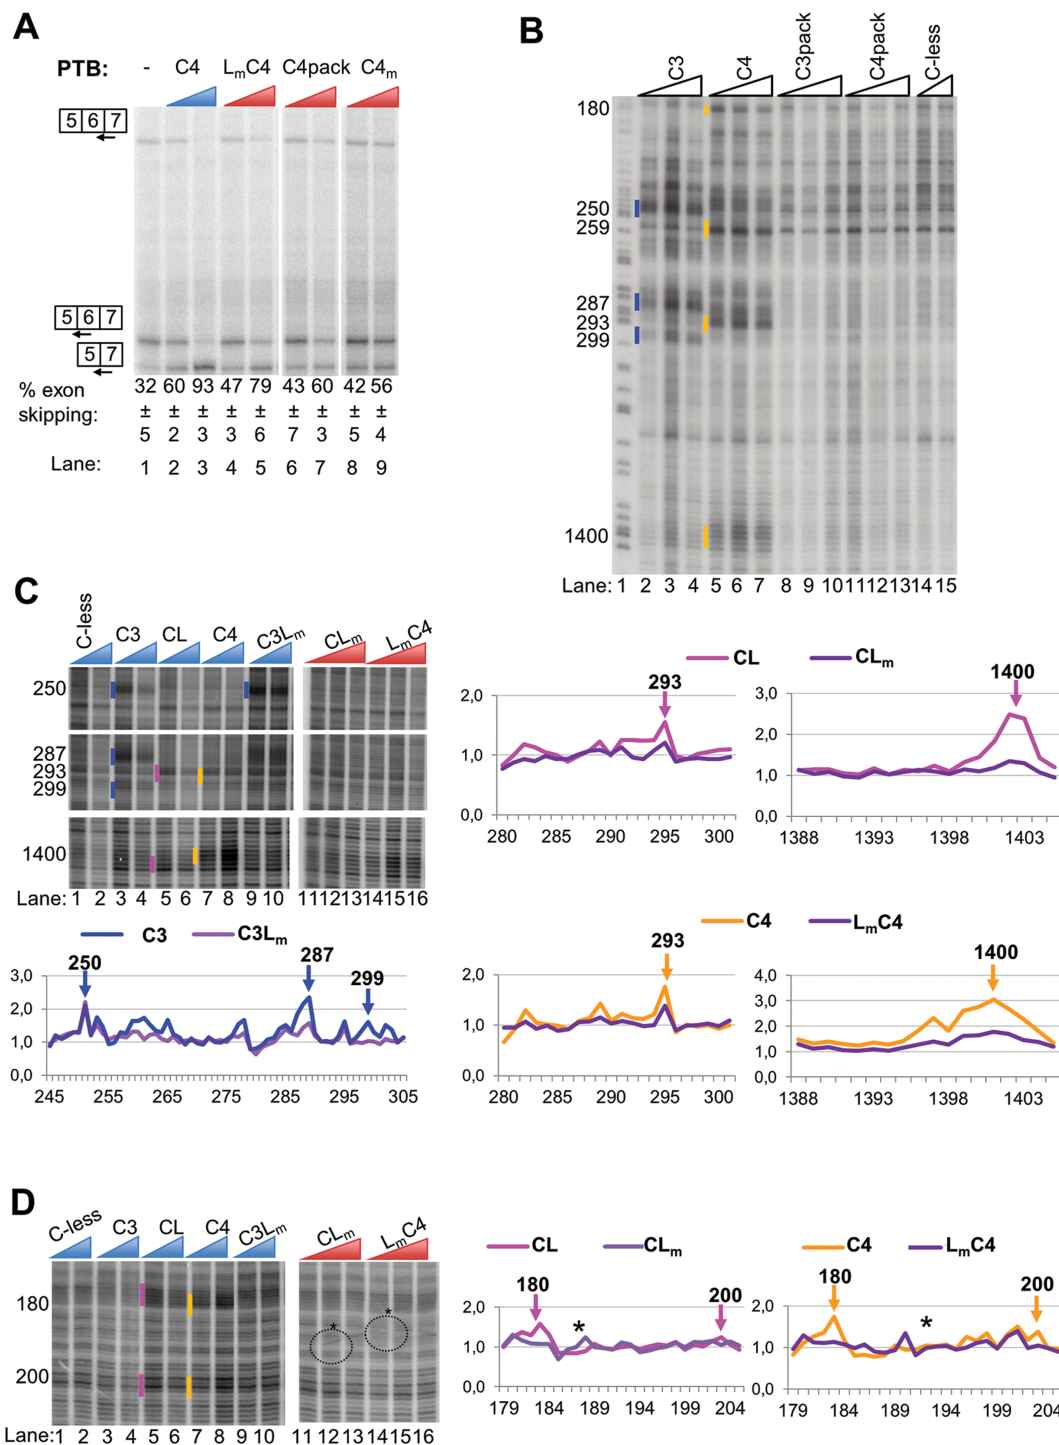 A
PTB: - C4 LmC4 C4pack C4m
5 6 7
5 6 7
5 7
% exon skipping:
32 60 93 47 79 43 60 42 56
± ± ± ± ± ± ± ± ±
5 2 3 3 6 7 3 5 4
Lane: 1 2 3 4 5 6 7 8 9
B
C3 C4 C3pack C4pack C-less
180
250
259
287
293
299
1400
Lane: 1 2 3 4 5 6 7 8 9 10 11 12 13 14 15
C
C-less C3 CL C4 C3Lm CLm LmC4
250
287
293
299
1400
Lane: 1 2 3 4 5 6 7 8 9 10 11 12 13 14 15 16
CL CLm
293
2,0
1,0
0,0
280 285 290 295 300
1400
3,0
2,0
1,0
0,0
1388 1393 1398 1403
C3 C3Lm
250 287 299
3,0
2,0
1,0
0,0
245 255 265 275 285 295 305
C4 LmC4
293
2,0
1,0
0,0
280 285 290 295 300
1400
4,0
3,0
2,0
1,0
0,0
1388 1393 1398 1403
D
C-less C3 CL C4 C3Lm CLm LmC4
180
200
* *
Lane: 1 2 3 4 5 6 7 8 9 10 11 12 13 14 15 16
CL CLm
180 * 200
2,0
1,0
0,0
179 184 189 194 199 204
C4 LmC4
180 * 200
2,0
1,0
0,0
179 184 189 194 199 204